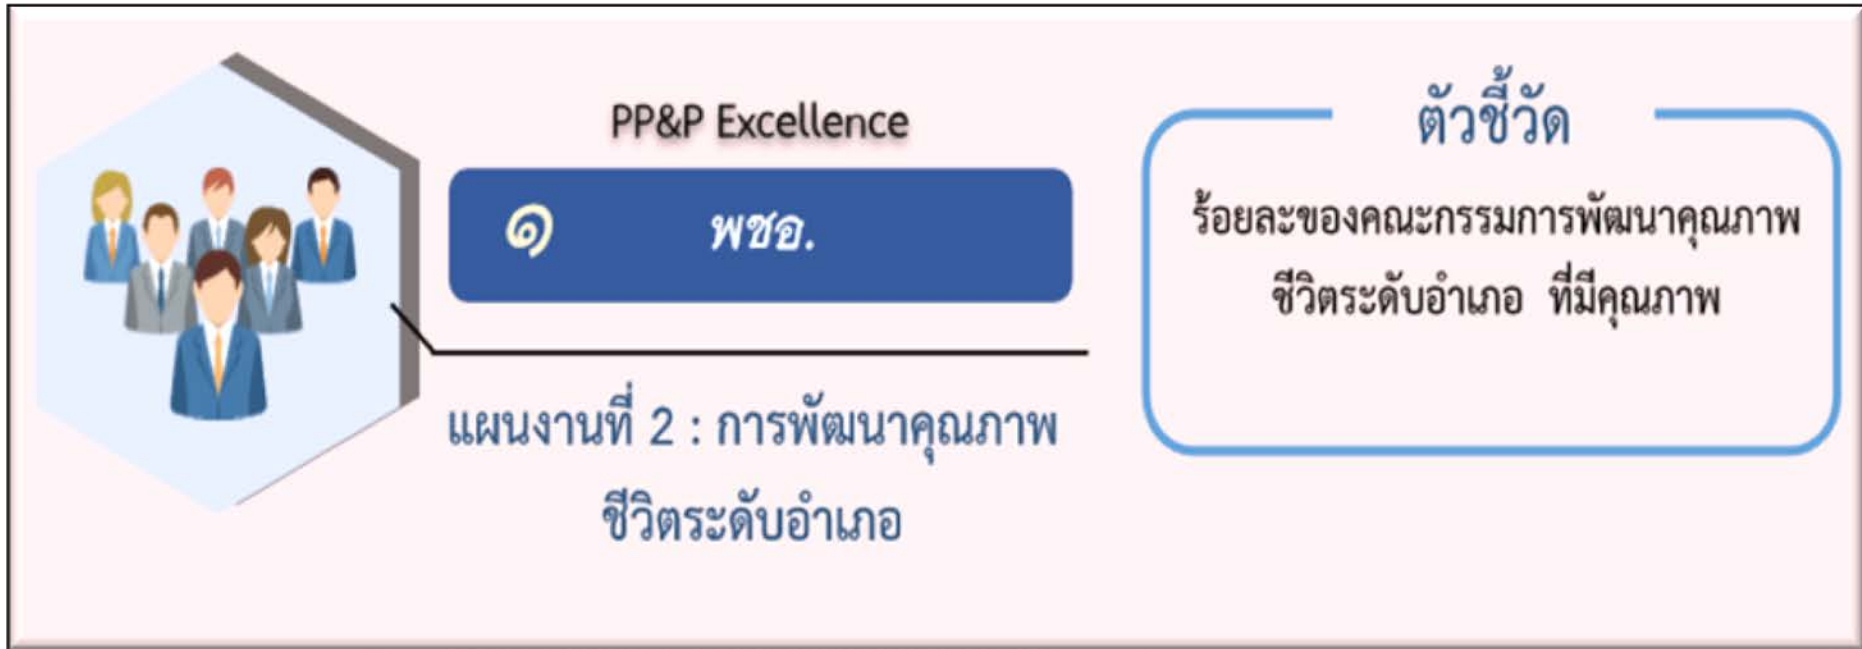 PP&P Excellence
๑ พชอ.
แผนงานที่ 2 : การพัฒนาคุณภาพ
ชีวิตระดับอำเภอ
ตัวชี้วัด
ร้อยละของคณะกรรมการพัฒนาคุณภาพ
ชีวิตระดับอำเภอ ที่มีคุณภาพ